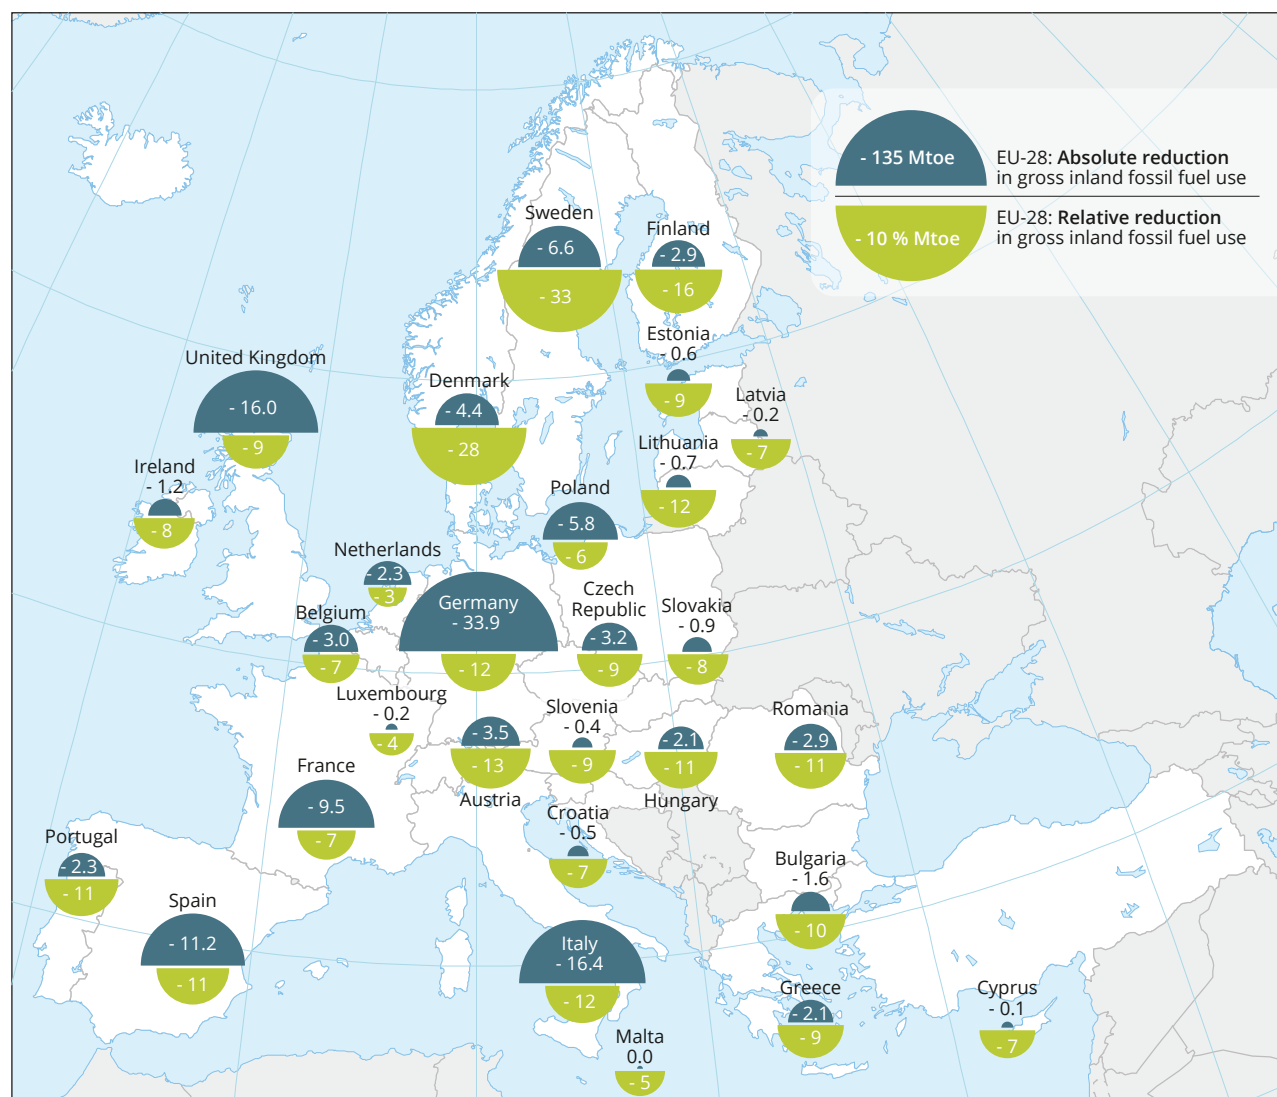 - 135 Mtoe
EU-28: Absolute reduction
in gross inland fossil fuel use
- 10 % Mtoe
EU-28: Relative reduction
in gross inland fossil fuel use
Sweden
- 6.6
- 33
Finland
- 2.9
- 16
Estonia
- 0.6
- 9
United Kingdom
- 16.0
- 9
Denmark
- 4.4
- 28
Latvia
- 0.2
- 7
Lithuania
- 0.7
- 12
Ireland
- 1.2
- 8
Poland
- 5.8
- 6
Netherlands
- 2.3
- 3
Germany
- 33.9
- 12
Czech
Republic
- 3.2
- 9
Slovakia
- 0.9
- 8
Belgium
- 3.0
- 7
Luxembourg
- 0.2
- 4
- 3.5
- 13
Austria
Slovenia
- 0.4
- 9
- 2.1
- 11
Hungary
Romania
- 2.9
- 11
France
- 9.5
- 7
Croatia
- 0.5
- 7
Portugal
- 2.3
- 11
Spain
- 11.2
- 11
Bulgaria
- 1.6
- 10
Italy
- 16.4
- 12
Greece
- 2.1
- 9
Cyprus
- 0.1
- 7
Malta
0.0
- 5